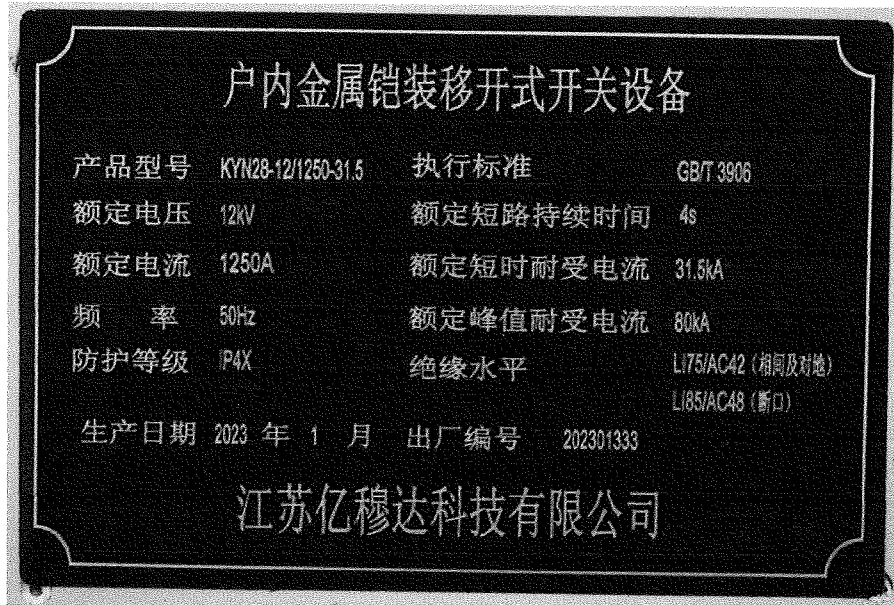 户内金属铠装移开式开关设备
产品型号 KYN28-12/1250-31.5 执行标准 GB/T 3906
额定电压 12kV 额定短路持续时间 4s
额定电流 1250A 额定短时耐受电流 31.5kA
频 率 50Hz 额定峰值耐受电流 80kA
防护等级 IP4X 绝缘水平 LI75/AC42（相间及对地）
LI85/AC48（断口）
生产日期 2023 年 1 月 出厂编号 202301333
江苏亿穆达科技有限公司